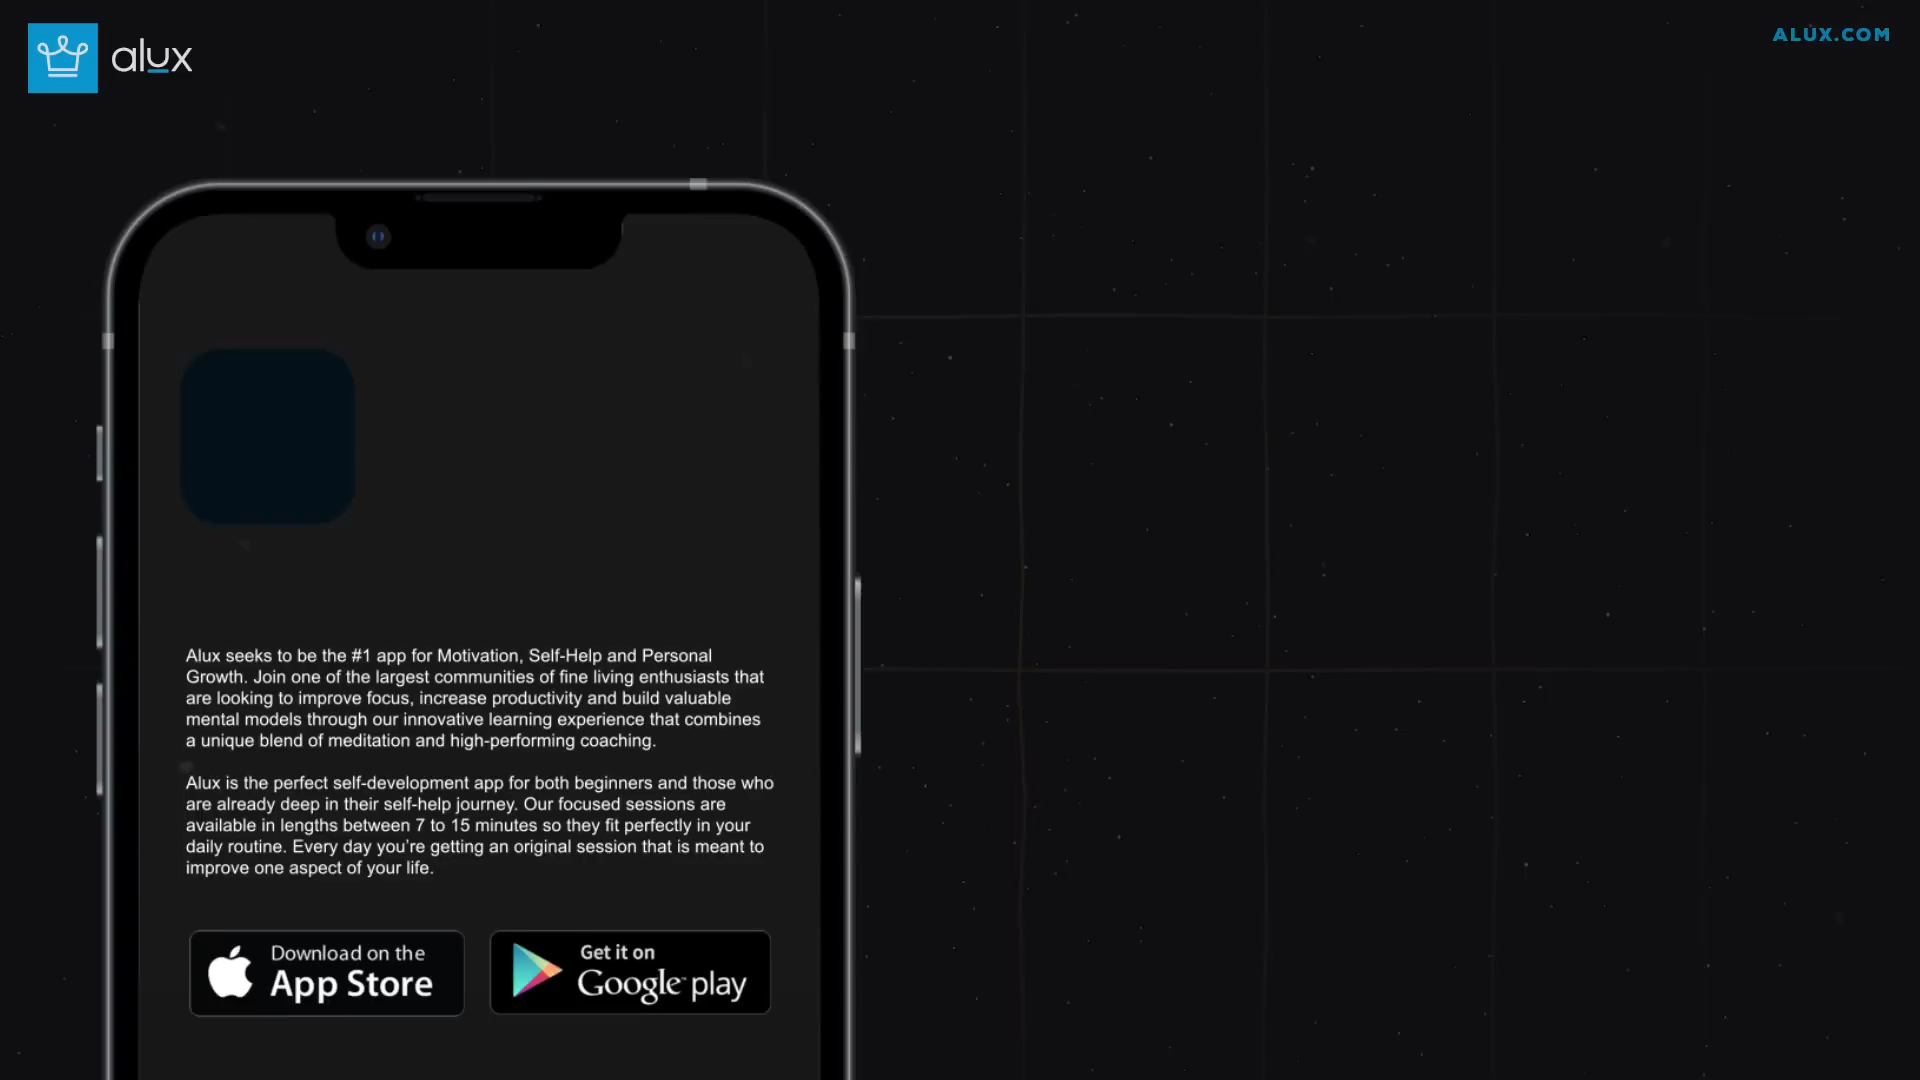 alux
ALUX.COM
Alux seeks to be the #1 app for Motivation, Self-Help and Personal
Growth. Join one of the largest communities of fine living enthusiasts that
are looking to improve focus, increase productivity and build valuable
mental models through our innovative learning experience that combines
a unique blend of meditation and high-performing coaching.
Alux is the perfect self-development app for both beginners and those who
are already deep in their self-help journey. Our focused sessions are
available in lengths between 7 to 15 minutes so they fit perfectly in your
daily routine. Every day you’re getting an original session that is meant to
improve one aspect of your life.
Download on the
App Store
Get it on
Google™ play